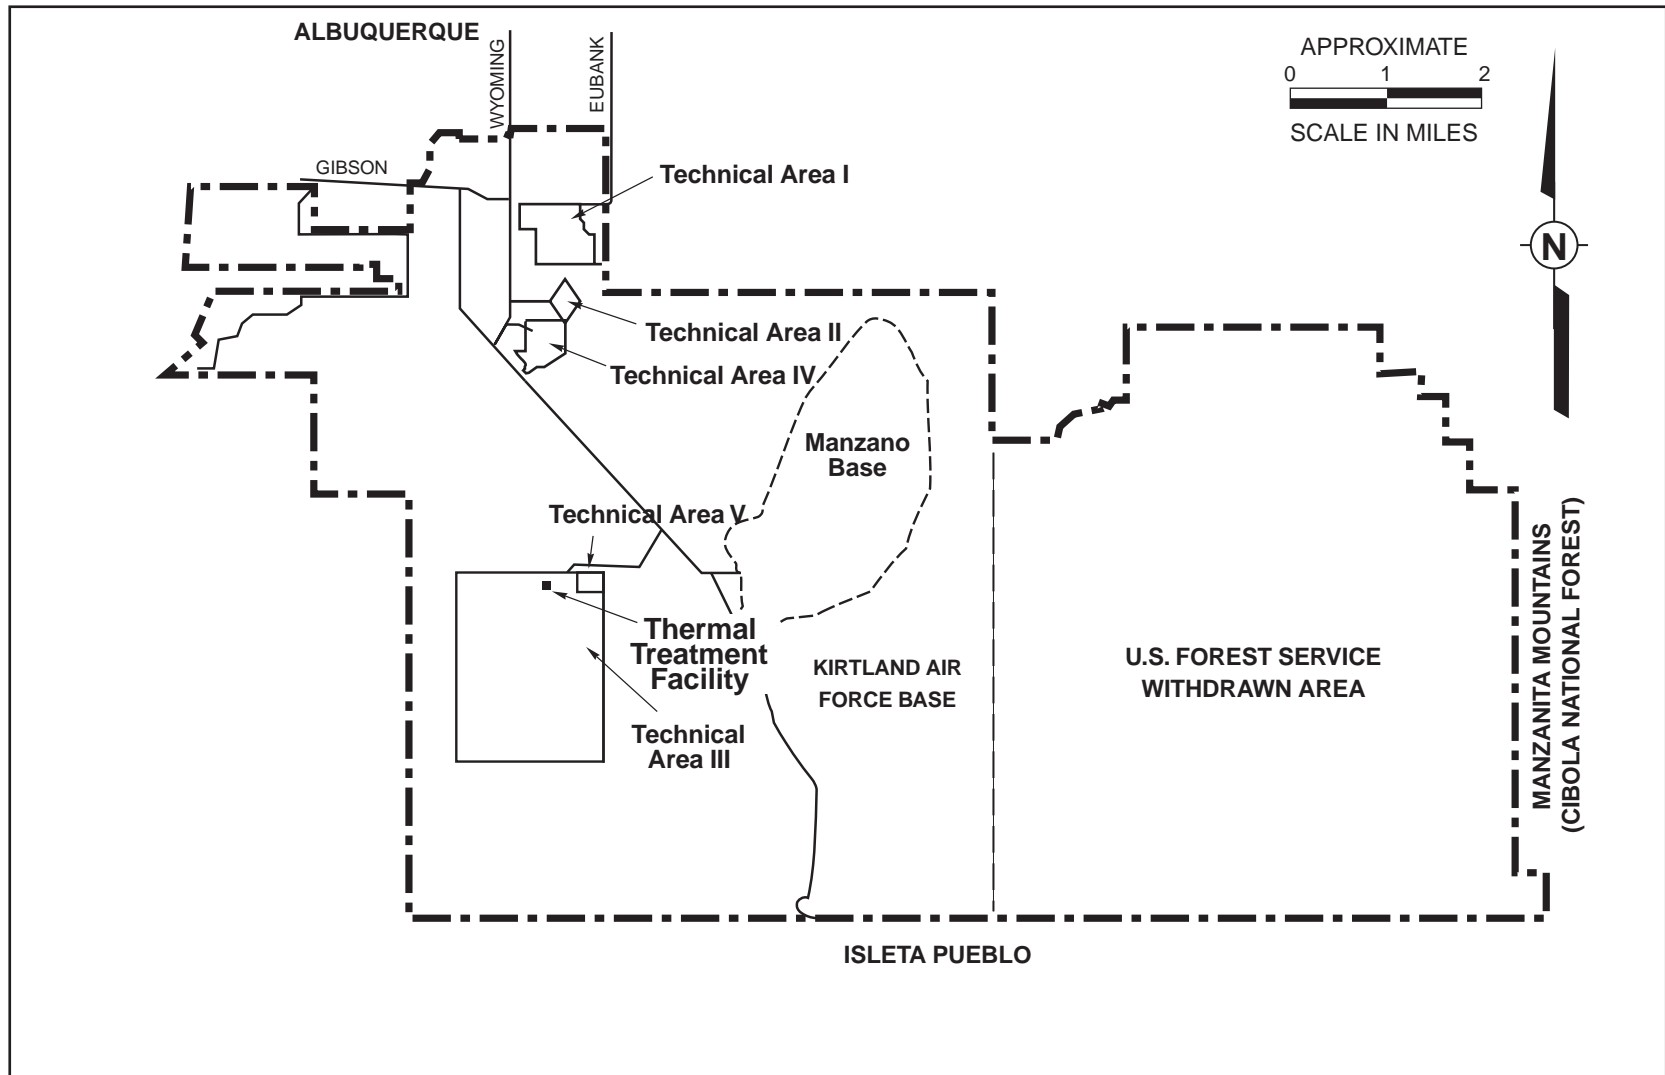 ALBUQUERQUE
WYOMING
EUBANK
APPROXIMATE
0 1 2
SCALE IN MILES
GIBSON
Technical Area I
N
Technical Area II
Technical Area IV
Manzano
Base
Technical Area V
Thermal
Treatment
Facility
KIRTLAND AIR
FORCE BASE
U.S. FOREST SERVICE
WITHDRAWN AREA
MANZANITA MOUNTAINS
(CIBOLA NATIONAL FOREST)
Technical
Area III
ISLETA PUEBLO